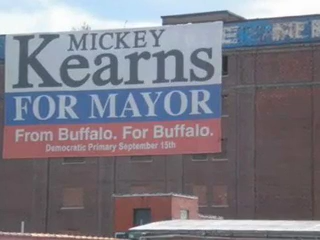 MICKEY
Kearns
FOR MAYOR
From Buffalo. For Buffalo.
Democratic Primary September 15th